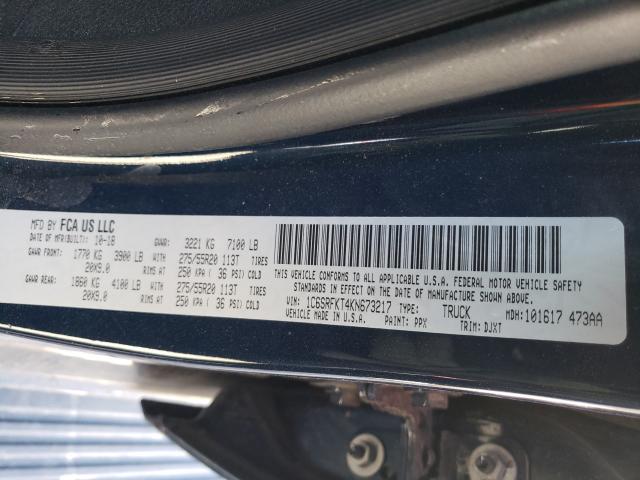 MFD BY FCA US LLC
DATE OF MFR(BUILT): 10-18 GVWR: 3221 KG 7100 LB
GAWR FRONT: 1770 KG 3900 LB WITH 275/55R20 113T TIRES
20X9.0 RIMS AT 250 KPA ( 36 PSI) COLD
GAWR REAR: 1860 KG 4100 LB WITH 275/55R20 113T TIRES
20X9.0 RIMS AT 250 KPA ( 36 PSI) COLD
THIS VEHICLE CONFORMS TO ALL APPLICABLE U.S.A. FEDERAL MOTOR VEHICLE SAFETY
STANDARDS IN EFFECT ON THE DATE OF MANUFACTURE SHOWN ABOVE.
VIN: 1C6SRFKT4KN673217 TYPE: TRUCK MDH: 101617 473AA
VEHICLE MADE IN U.S.A. PAINT: PPX TRIM: DJXT